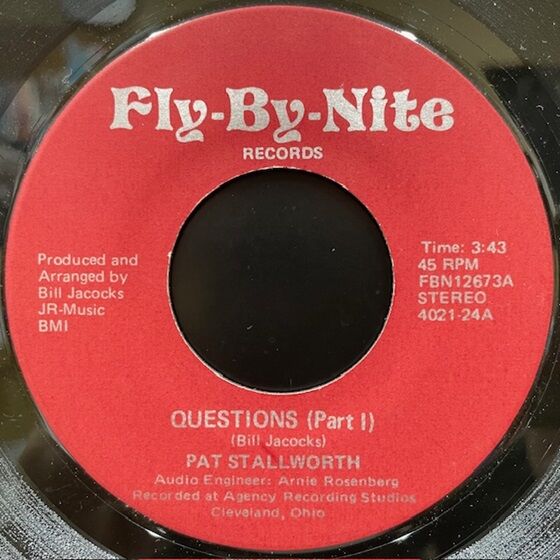 Fly-By-Nite
RECORDS
Produced and
Arranged by
Bill Jacocks
JR-Music
BMI
Time: 3:43
45 RPM
FBN12673A
STEREO
4021-24A
QUESTIONS (Part I)
(Bill Jacocks)
PAT STALLWORTH
Audio Engineer: Arnie Rosenberg
Recorded at Agency Recording Studios
Cleveland, Ohio